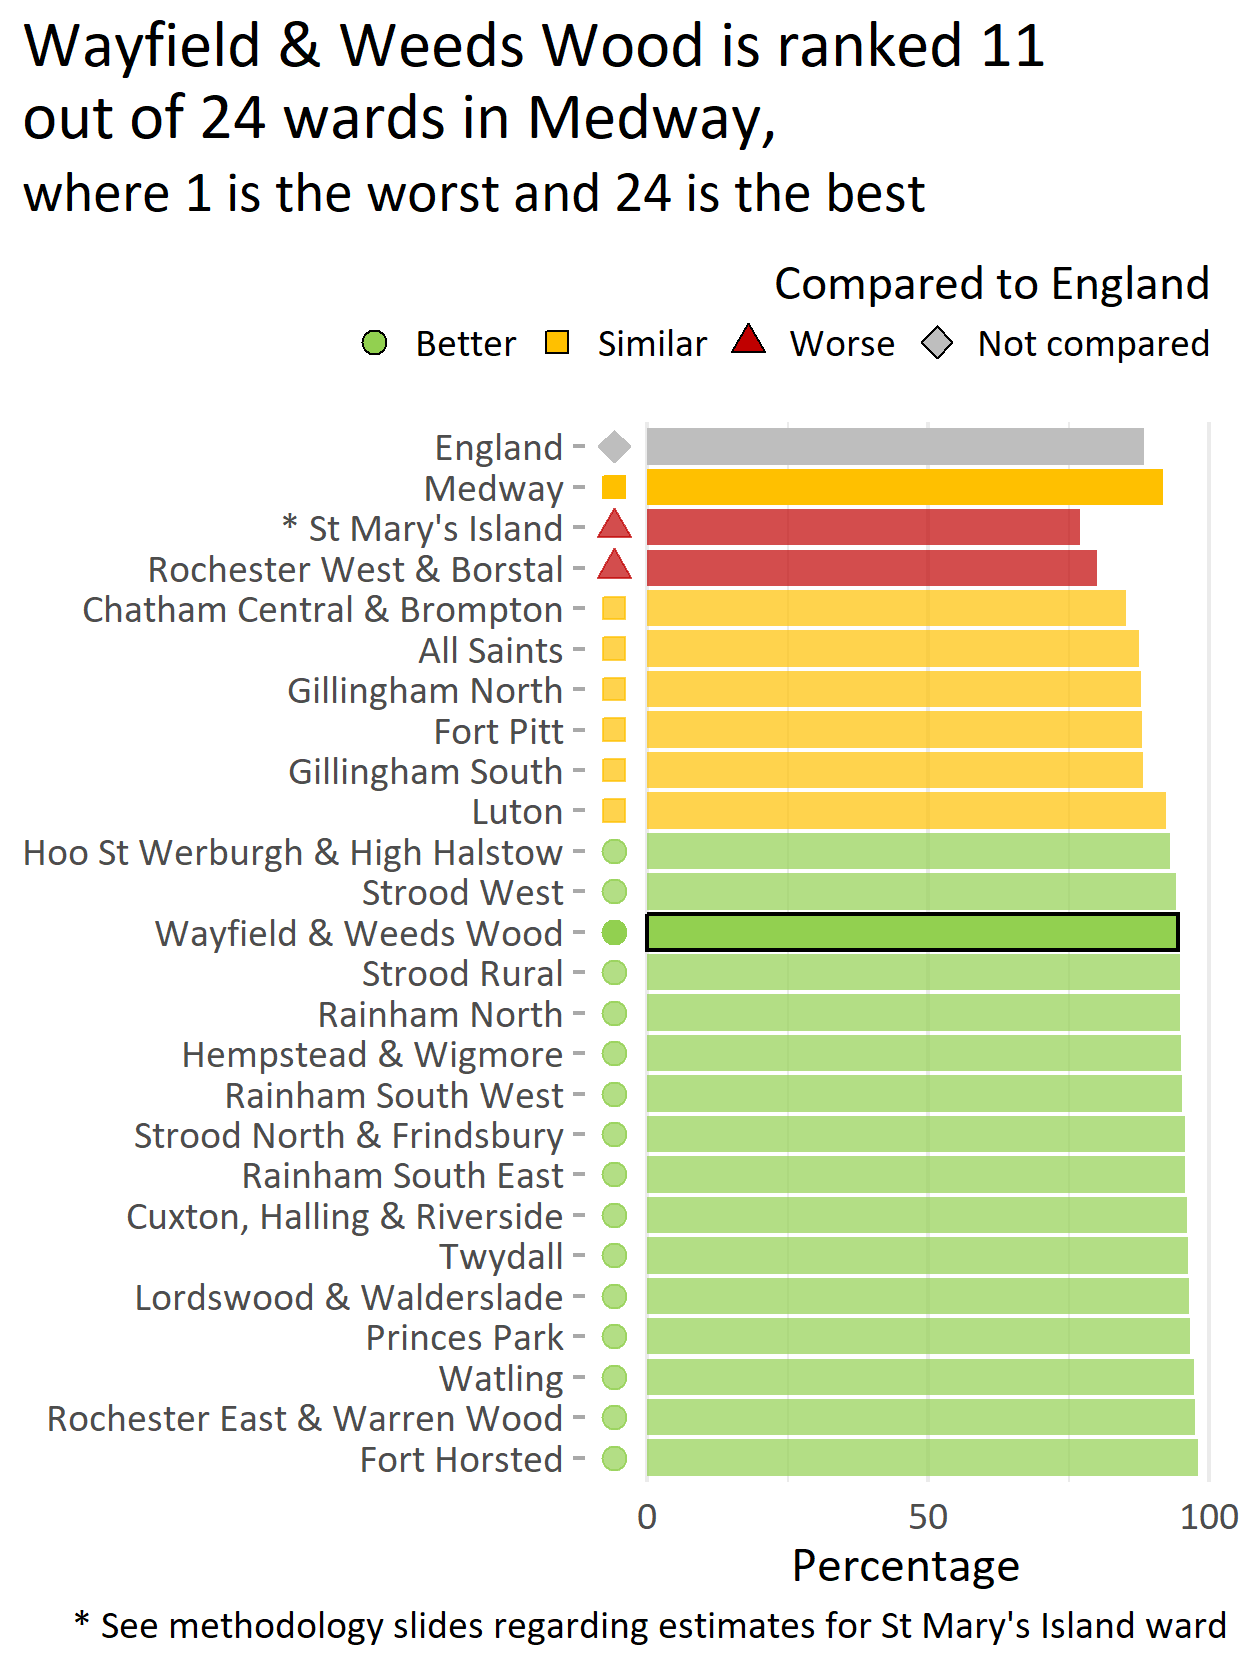 Wayfield & Weeds Wood is ranked 11
out of 24 wards in Medway,
where 1 is the worst and 24 is the best
Compared to England
Better Similar Worse Not compared
England
Medway
* St Mary's Island
Rochester West & Borstal
Chatham Central & Brompton
All Saints
Gillingham North
Fort Pitt
Gillingham South
Luton
Hoo St Werburgh & High Halstow
Strood West
Wayfield & Weeds Wood
Strood Rural
Rainham North
Hempstead & Wigmore
Rainham South West
Strood North & Frindsbury
Rainham South East
Cuxton, Halling & Riverside
Twydall
Lordswood & Walderslade
Princes Park
Watling
Rochester East & Warren Wood
Fort Horsted
0 50 100
Percentage
* See methodology slides regarding estimates for St Mary's Island ward